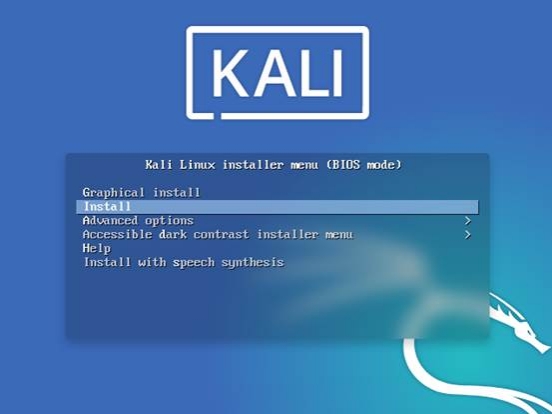 KALI
Kali Linux installer menu (BIOS mode)
Graphical install
Install
Advanced options >
Accessible dark contrast installer menu >
Help
Install with speech synthesis